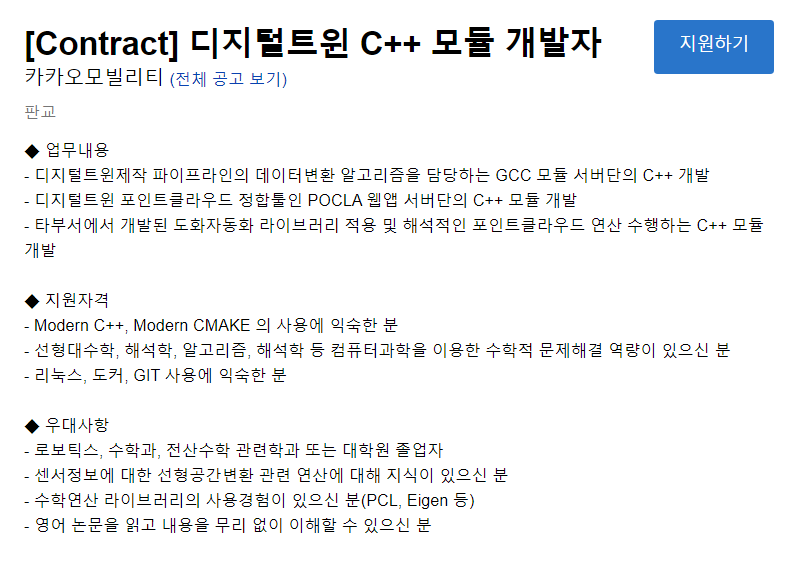 [Contract] 디지털트윈 C++ 모듈 개발자
지원하기
카카오모빌리티 (전체 공고 보기)
판교
◆ 업무내용
- 디지털트윈제작 파이프라인의 데이터변환 알고리즘을 담당하는 GCC 모듈 서버단의 C++ 개발
- 디지털트윈 포인트클라우드 정합툴인 POCLA 웹앱 서버단의 C++ 모듈 개발
- 타부서에서 개발된 도화자동화 라이브러리 적용 및 해석적인 포인트클라우드 연산 수행하는 C++ 모듈
개발
◆ 지원자격
- Modern C++, Modern CMAKE 의 사용에 익숙한 분
- 선형대수학, 해석학, 알고리즘, 해석학 등 컴퓨터과학을 이용한 수학적 문제해결 역량이 있으신 분
- 리눅스, 도커, GIT 사용에 익숙한 분
◆ 우대사항
- 로보틱스, 수학과, 전산수학 관련학과 또는 대학원 졸업자
- 센서정보에 대한 선형공간변환 관련 연산에 대해 지식이 있으신 분
- 수학연산 라이브러리의 사용경험이 있으신 분(PCL, Eigen 등)
- 영어 논문을 읽고 내용을 무리 없이 이해할 수 있으신 분